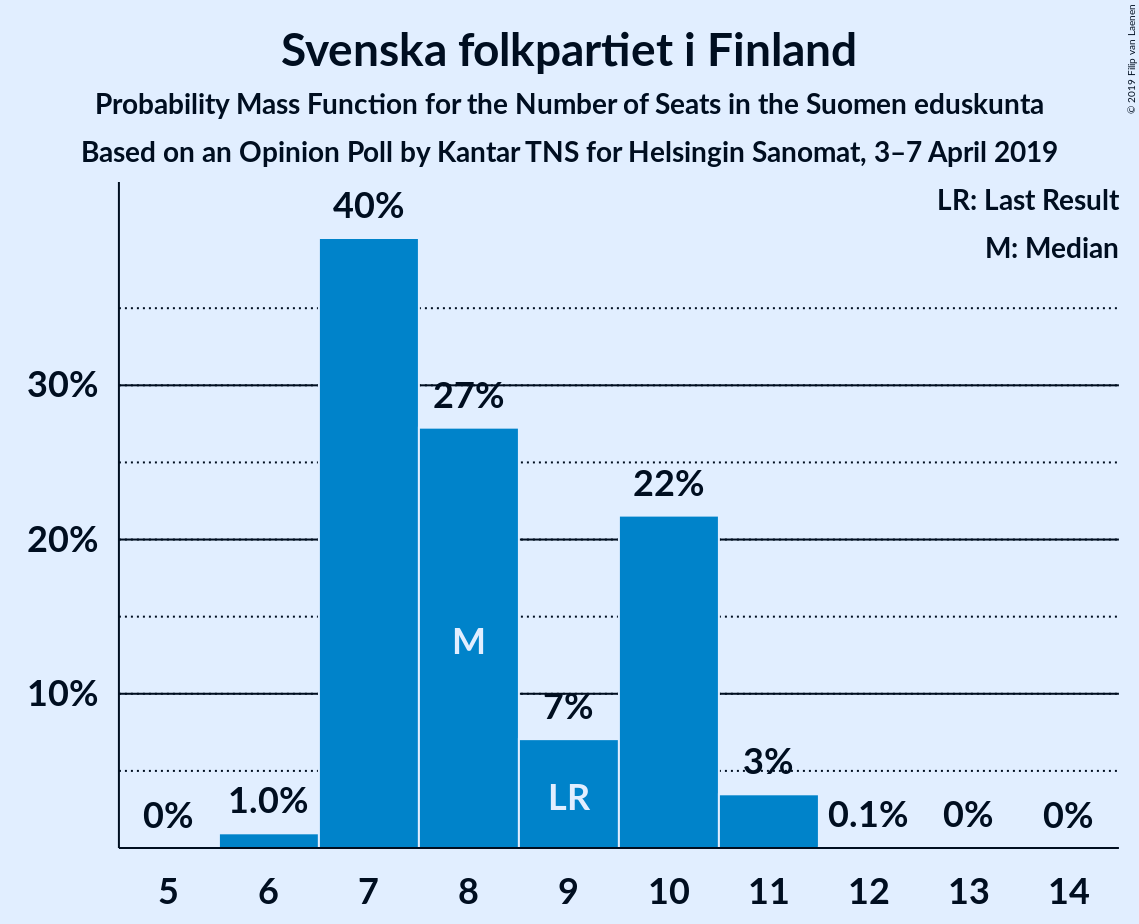 Svenska folkpartiet i Finland
Probability Mass Function for the Number of Seats in the Suomen eduskunta
Based on an Opinion Poll by Kantar TNS for Helsingin Sanomat, 3–7 April 2019
© 2019 Filip van Laenen
LR: Last Result
M: Median
40%
30%
27%
22%
20%
M
10%
7%
3%
LR
0%
1.0%
0.1%
0%
0%
5 6 7 8 9 10 11 12 13 14